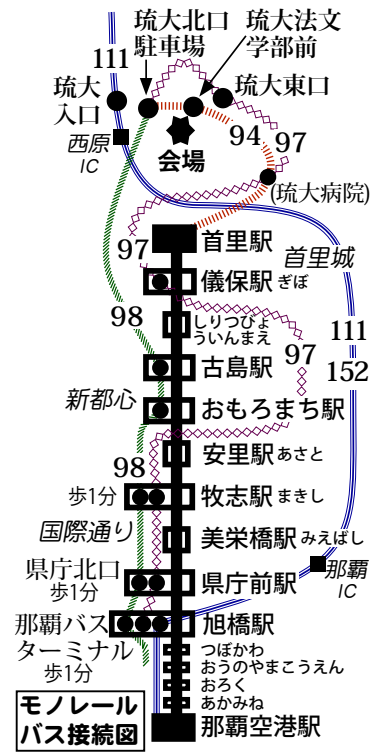 琉大北口
駐車場
琉大法文
学部前
111
琉大
入口
琉大東口
94
97
西原
IC
会場
(琉大病院)
首里駅
首里城
97
儀保駅 ぎぼ
98
しりつびょ
ういんまえ
111
97
152
古島駅
新都心
おもろまち駅
安里駅 あさと
98
歩1分
牧志駅 まきし
国際通り
美栄橋駅 みえばし
県庁北口
歩1分
県庁前駅
那覇
IC
那覇バス
ターミナル
歩1分
旭橋駅
つぼかわ
おうのやまこうえん
おろく
あかみね
モノレール
バス接続図
那覇空港駅